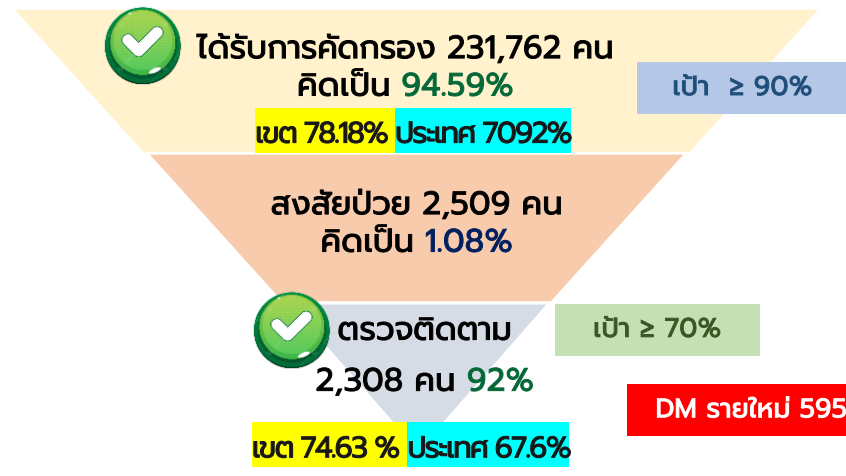 ได้รับการคัดกรอง 231,762 คน
คิดเป็น 94.59%
เป้า ≥ 90%
เขต 78.18% ประเทศ 7092%
สงสัยป่วย 2,509 คน
คิดเป็น 1.08%
ตรวจติดตาม
เป้า ≥ 70%
2,308 คน 92%
DM รายใหม่ 595
เขต 74.63 % ประเทศ 67.6%